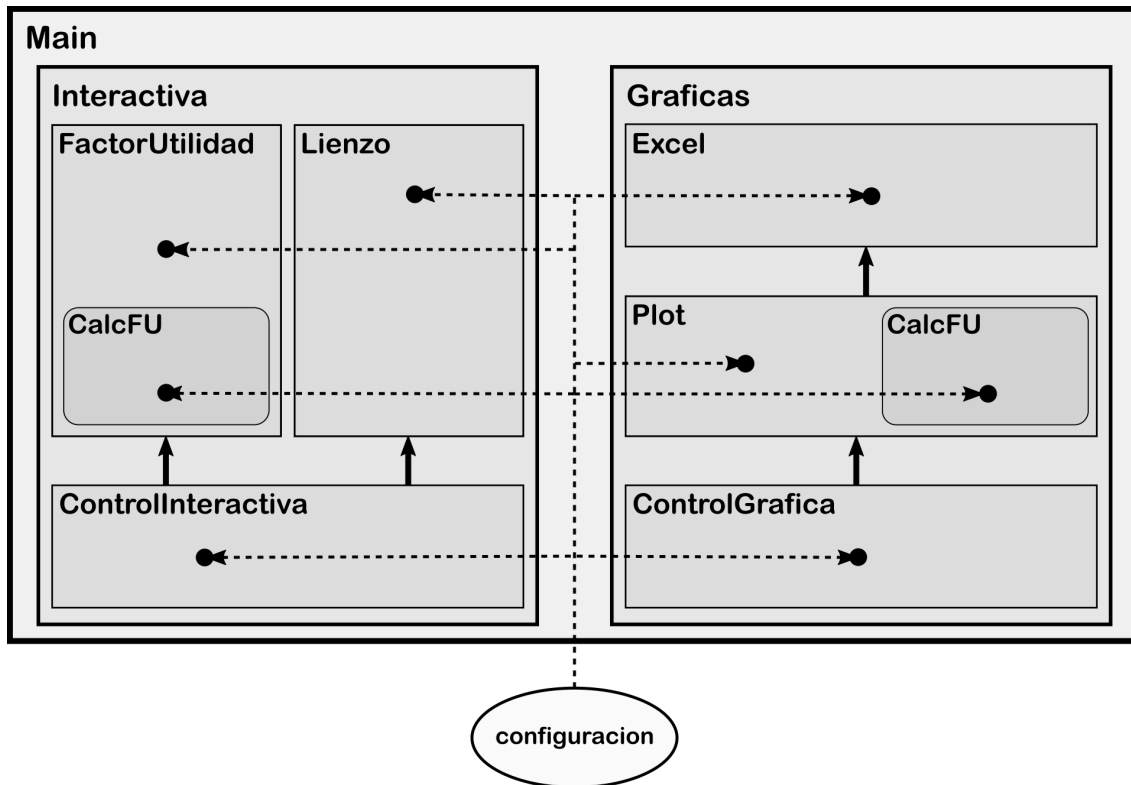 Main
Interactiva
FactorUtilidad
Lienzo
CalcFU
ControlInteractiva
Graficas
Excel
Plot
CalcFU
ControlGrafica
configuracion